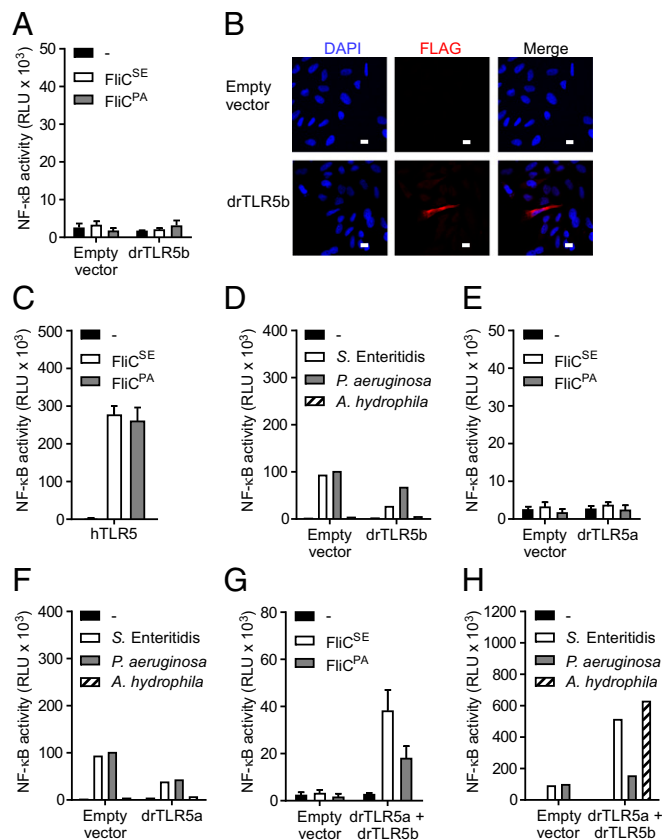 A
NF-κB activity (RLU x 10³)
50
40
30
20
10
0
-
FliC^SE
FliC^PA
Empty vector
drTLR5b
B
DAPI FLAG Merge
Empty vector
drTLR5b
C
NF-κB activity (RLU x 10³)
500
400
300
200
100
0
-
FliC^SE
FliC^PA
hTLR5
D
NF-κB activity (RLU x 10³)
400
300
200
100
0
-
S. Enteritidis
P. aeruginosa
A. hydrophila
Empty vector
drTLR5b
E
NF-κB activity (RLU x 10³)
50
40
30
20
10
0
-
FliC^SE
FliC^PA
Empty vector
drTLR5a
F
NF-κB activity (RLU x 10³)
400
300
200
100
0
-
S. Enteritidis
P. aeruginosa
A. hydrophila
Empty vector
drTLR5a
G
NF-κB activity (RLU x 10³)
80
60
40
20
0
-
FliC^SE
FliC^PA
Empty vector
drTLR5a + drTLR5b
H
NF-κB activity (RLU x 10³)
1200
1000
800
600
400
200
0
-
S. Enteritidis
P. aeruginosa
A. hydrophila
Empty vector
drTLR5a + drTLR5b